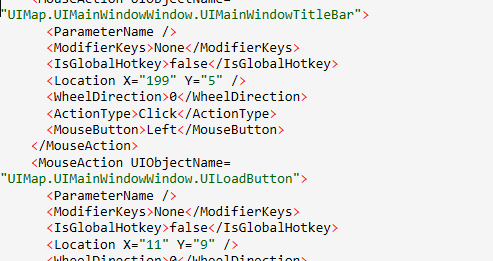 <MouseAction UIObjectName=
"UIMap.UIMainWindowWindow.UIMainWindowTitleBar">
<ParameterName />
<ModifierKeys>None</ModifierKeys>
<IsGlobalHotkey>false</IsGlobalHotkey>
<Location X="199" Y="5" />
<WheelDirection>0</WheelDirection>
<ActionType>Click</ActionType>
<MouseButton>Left</MouseButton>
</MouseAction>
<MouseAction UIObjectName=
"UIMap.UIMainWindowWindow.UILoadButton">
<ParameterName />
<ModifierKeys>None</ModifierKeys>
<IsGlobalHotkey>false</IsGlobalHotkey>
<Location X="11" Y="9" />
<WheelDirection>0</WheelDirection>